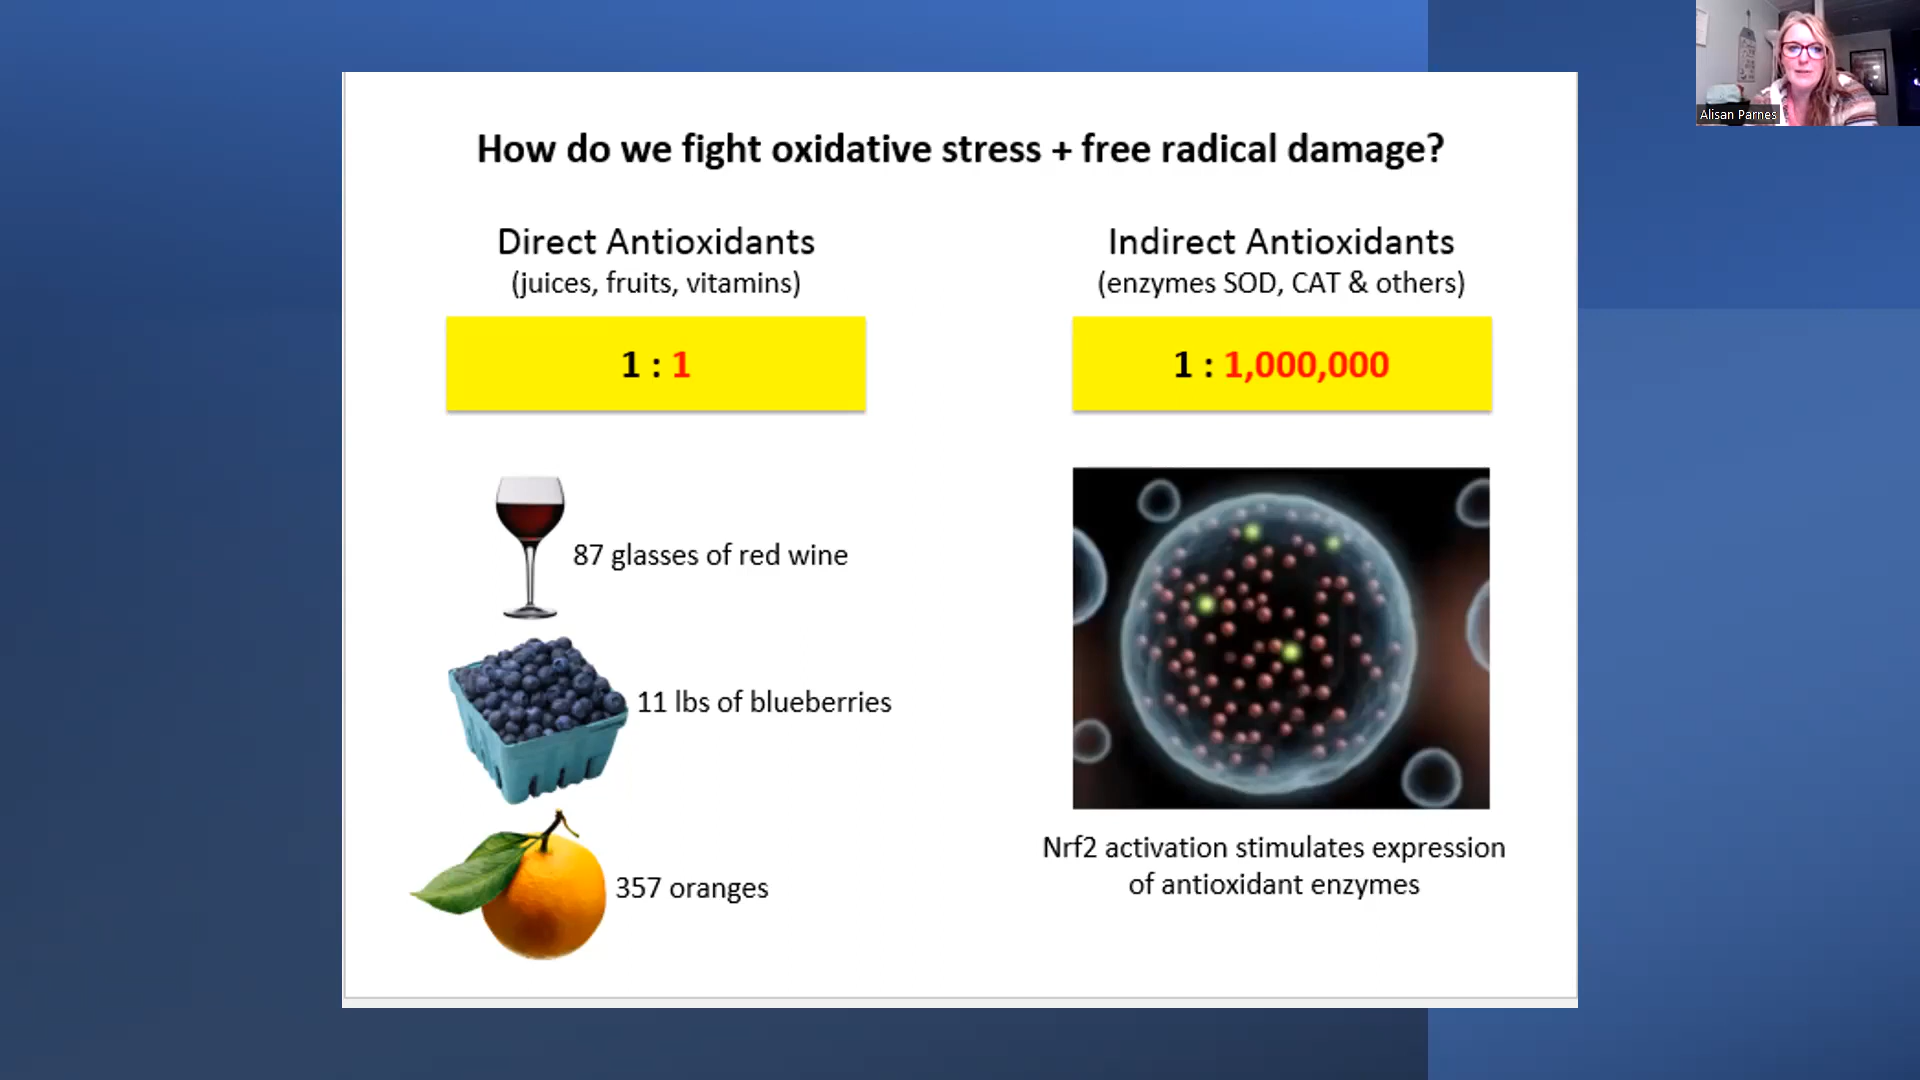 Alisan Parnes
How do we fight oxidative stress + free radical damage?
Direct Antioxidants
(juices, fruits, vitamins)
1 : 1
87 glasses of red wine
11 lbs of blueberries
357 oranges
Indirect Antioxidants
(enzymes SOD, CAT & others)
1 : 1,000,000
Nrf2 activation stimulates expression
of antioxidant enzymes